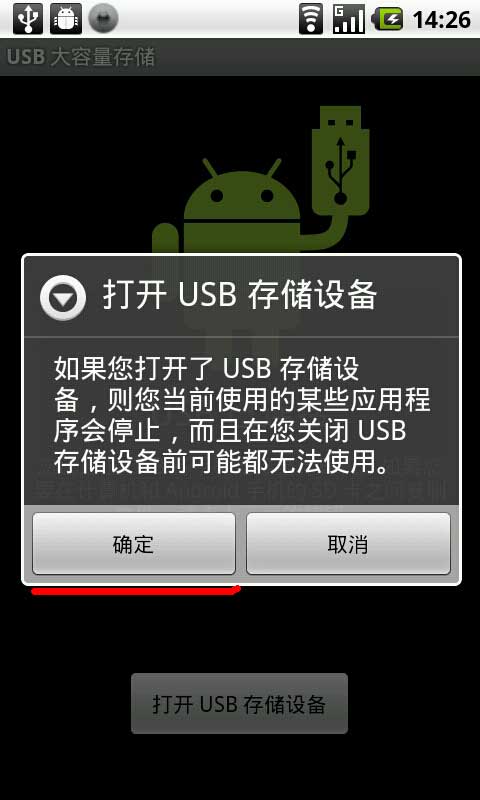 14:26
USB 大容量存储
打开 USB 存储设备
如果您打开了 USB 存储设
备，则您当前使用的某些应用程
序会停止，而且在您关闭 USB
存储设备前可能都无法使用。
确定
取消
打开 USB 存储设备